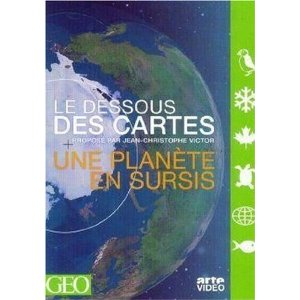 LE DESSOUS
DES CARTES
PROPOSÉ PAR JEAN-CHRISTOPHE VICTOR
UNE PLANÈTE
EN SURSIS
GEO
arte
VIDEO